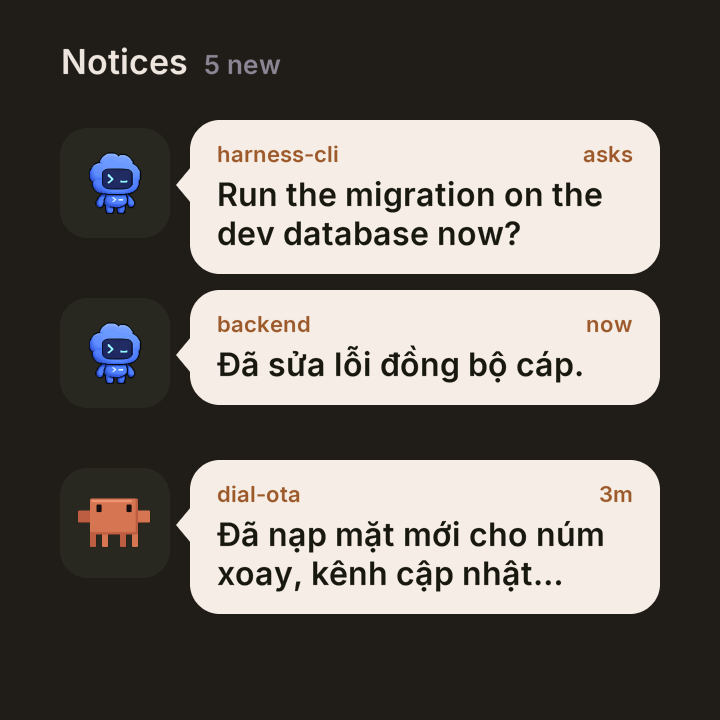 Notices 5 new
harness-cli asks
Run the migration on the
dev database now?
backend now
Đã sửa lỗi đồng bộ cáp.
dial-ota 3m
Đã nạp mặt mới cho núm
xoay, kênh cập nhật...